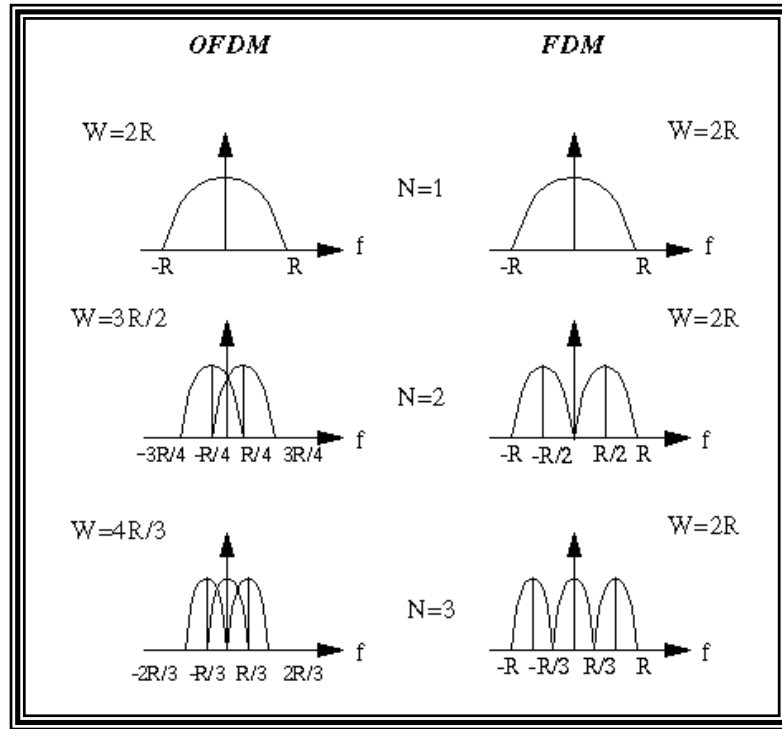 OFDM FDM
W=2R W=2R
N=1
f f
-R R -R R
W=3R/2 W=2R
N=2
f f
-3R/4 -R/4 R/4 3R/4 -R -R/2 R/2 R
W=4R/3 W=2R
N=3
f f
-2R/3 -R/3 R/3 2R/3 -R -R/3 R/3 R